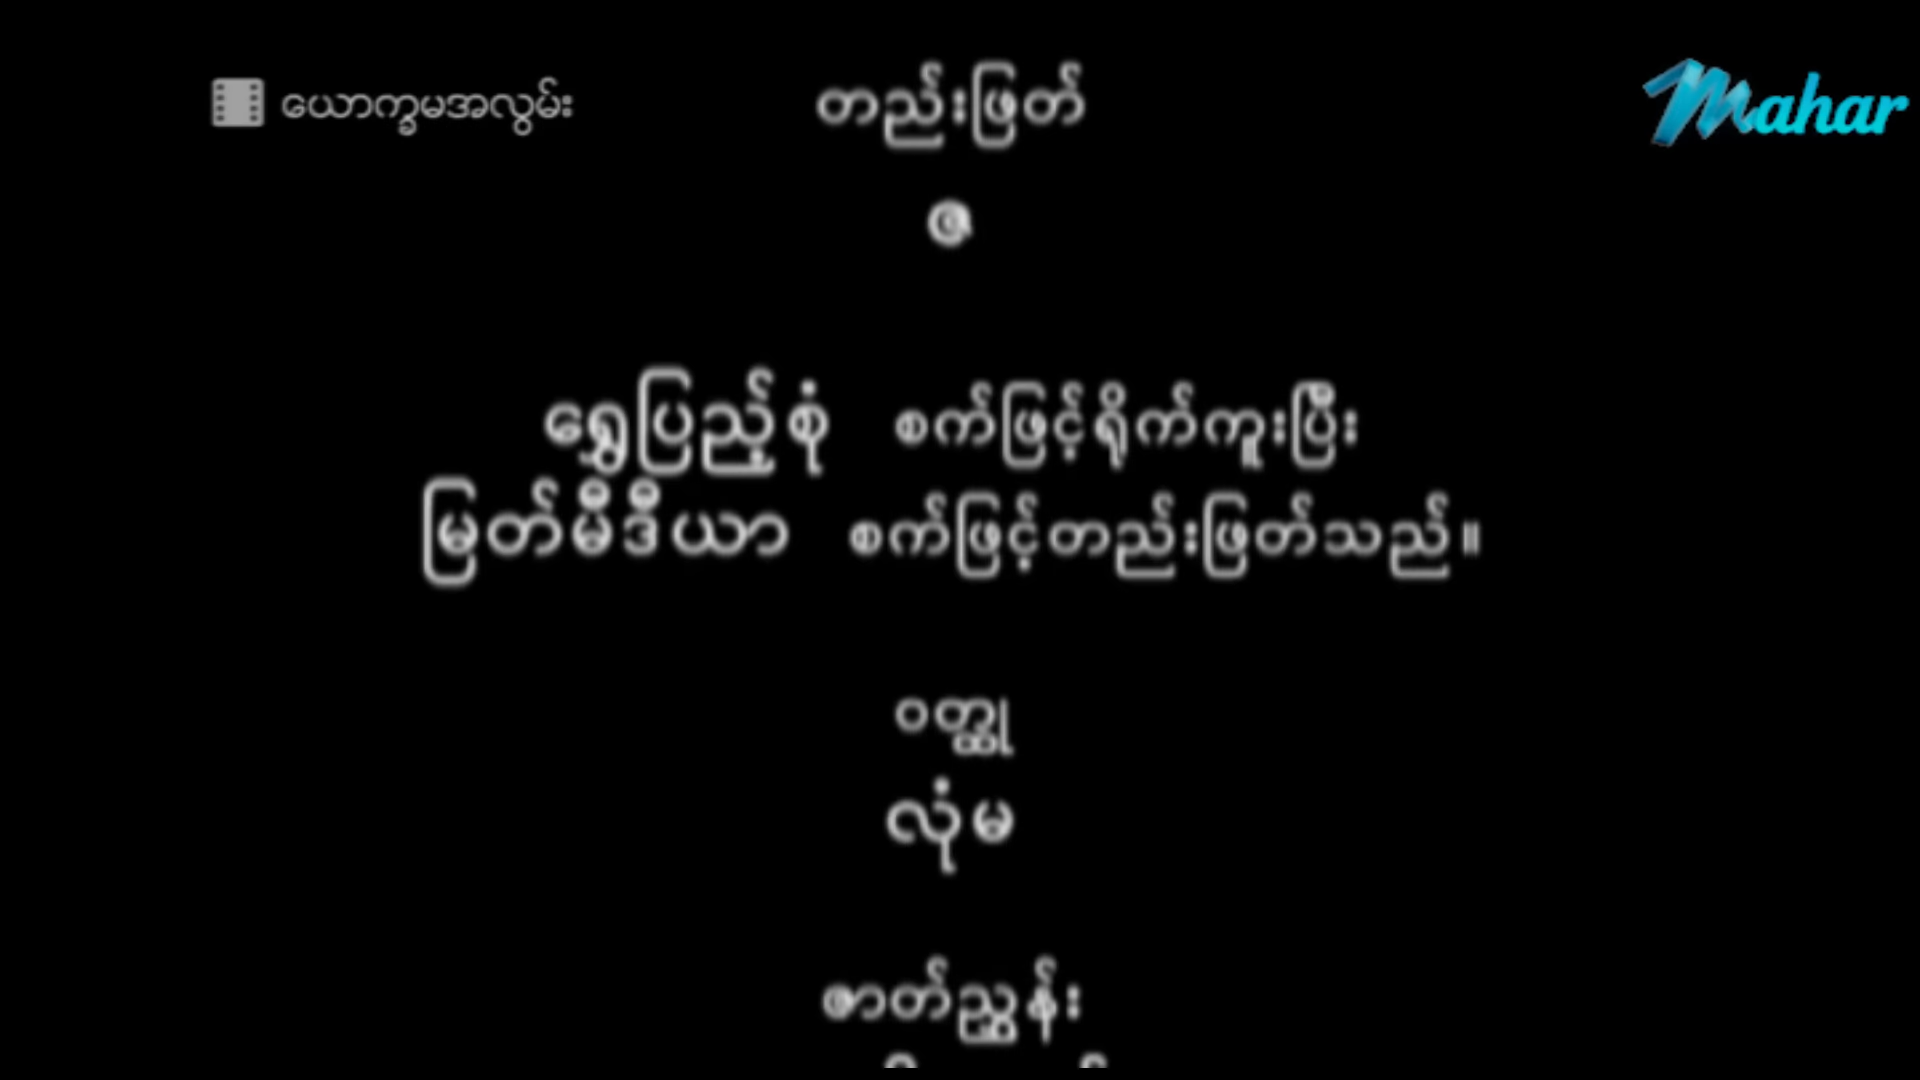 ယောက္ခမအလွမ်း
Mahar
တည်းဖြတ်
ဇ
ရွှေပြည့်စုံ စက်ဖြင့်ရိုက်ကူးပြီး
မြတ်မီဒီယာ စက်ဖြင့်တည်းဖြတ်သည်။
ဝတ္ထု
လုံမ
ဇာတ်ညွှန်း